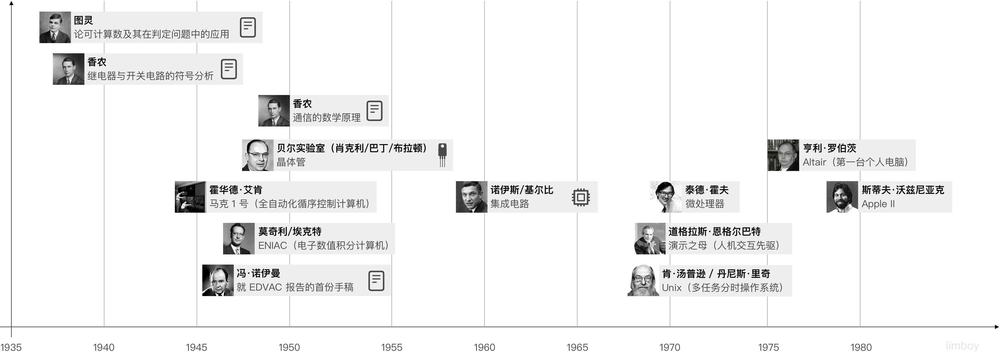 图灵
论可计算数及其在判定问题中的应用
香农
继电器与开关电路的符号分析
香农
通信的数学原理
贝尔实验室（肖克利/巴丁/布拉顿）
晶体管
亨利·罗伯茨
Altair（第一台个人电脑）
霍华德·艾肯
马克 1 号（全自动化循序控制计算机）
诺伊斯/基尔比
集成电路
泰德·霍夫
微处理器
斯蒂夫·沃兹尼亚克
Apple II
莫奇利/埃克特
ENIAC（电子数值积分计算机）
道格拉斯·恩格尔巴特
演示之母（人机交互先驱）
冯·诺伊曼
就 EDVAC 报告的首份手稿
肯·汤普逊 / 丹尼斯·里奇
Unix（多任务分时操作系统）
1935 1940 1945 1950 1955 1960 1965 1970 1975 1980
limboy